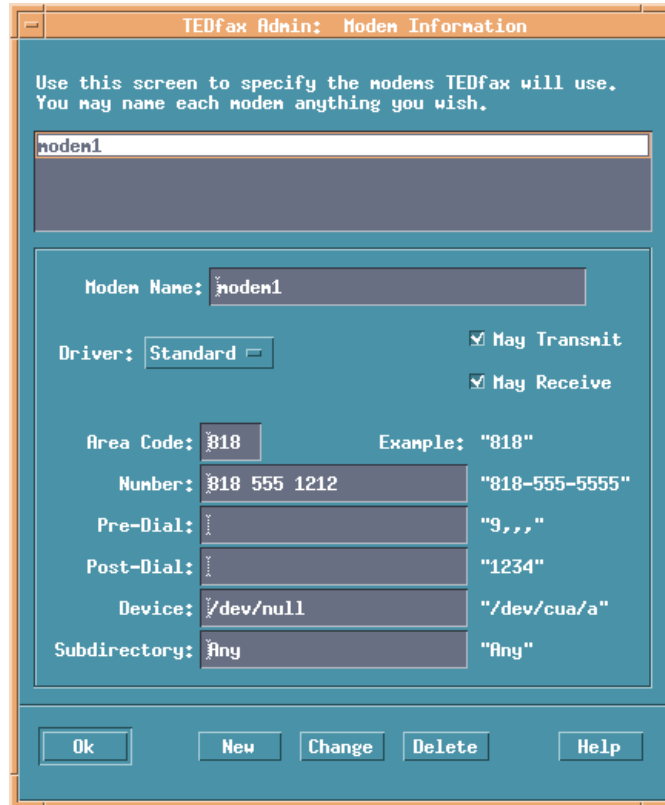 TEDfax Admin: Modem Information
Use this screen to specify the modems TEDfax will use.
You may name each modem anything you wish.
modem1
Modem Name: modem1
Driver: Standard
May Transmit
May Receive
Area Code: 818 Example: "818"
Number: 818 555 1212 "818-555-5555"
Pre-Dial: "9,,,"
Post-Dial: "1234"
Device: /dev/null "/dev/cua/a"
Subdirectory: Any "Any"
Ok New Change Delete Help